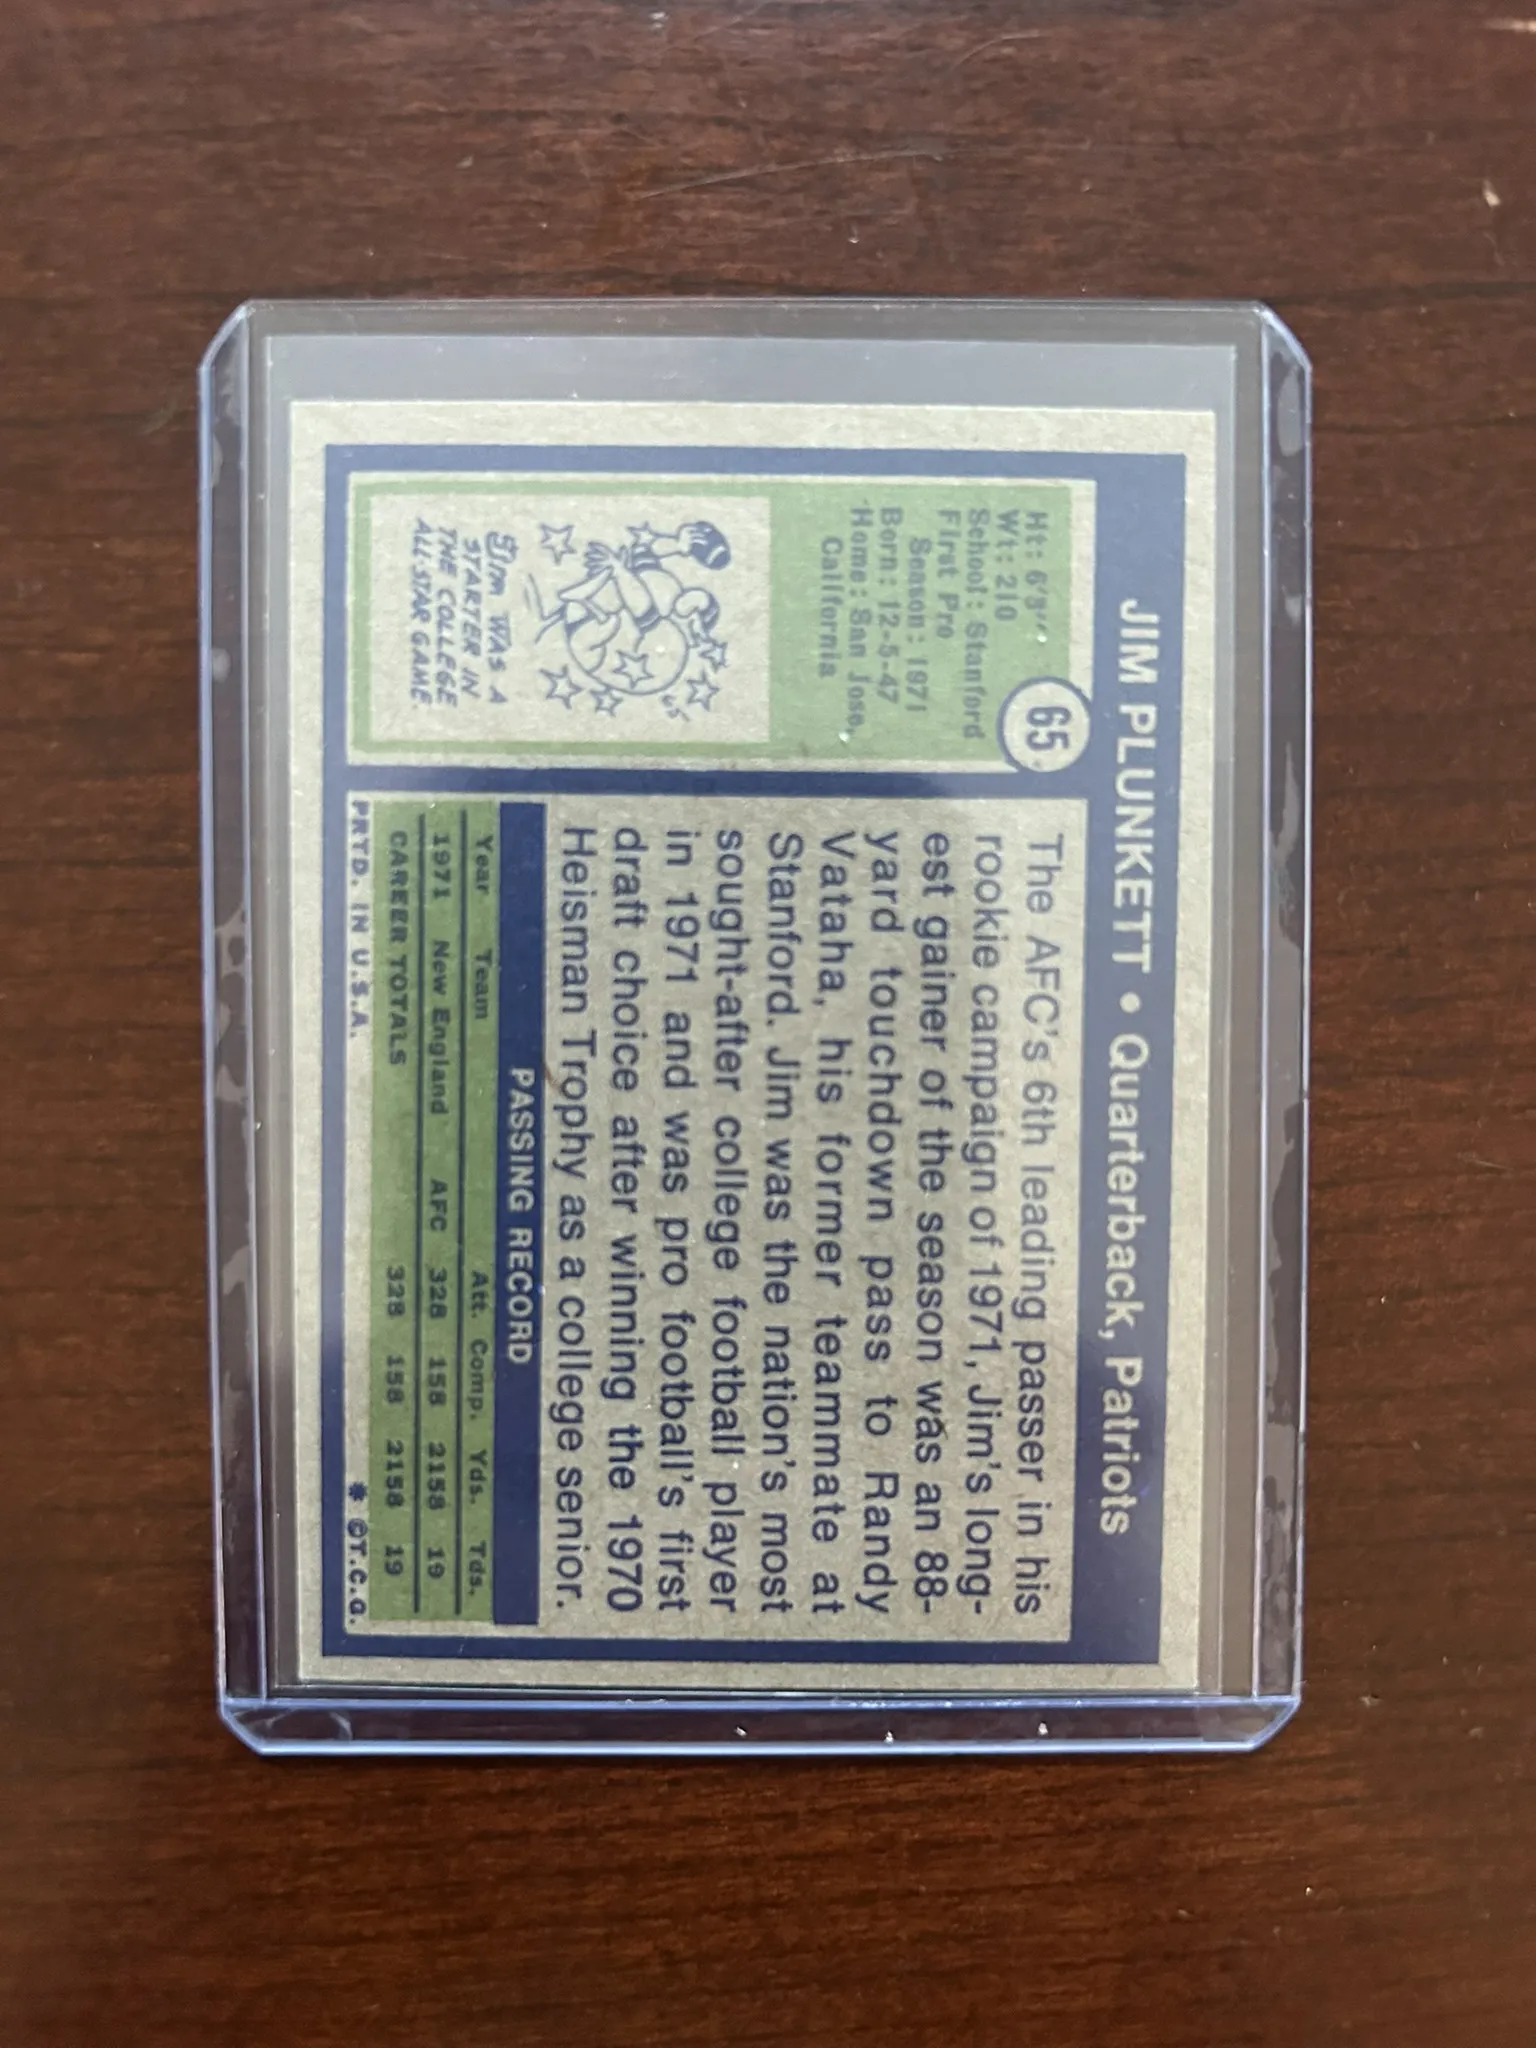 JIM PLUNKETT • Quarterback, Patriots
65
Ht: 6'3"
Wt: 210
School: Stanford
First Pro
Season: 1971
Born: 12-5-47
Home: San Jose,
California
65
Jim WAS A
STARTER IN
THE COLLEGE
ALL-STAR GAME.
The AFC's 6th leading passer in his
rookie campaign of 1971, Jim's long-
est gainer of the season was an 88-
yard touchdown pass to Randy
Vataha, his former teammate at
Stanford. Jim was the nation's most
sought-after college football player
in 1971 and was pro football's first
draft choice after winning the 1970
Heisman Trophy as a college senior.
PASSING RECORD
Year Team Att. Comp. Yds. Tds.
1971 New England AFC 328 158 2158 19
CAREER TOTALS 328 158 2158 19
PRTD. IN U.S.A. * ©T.C.G.